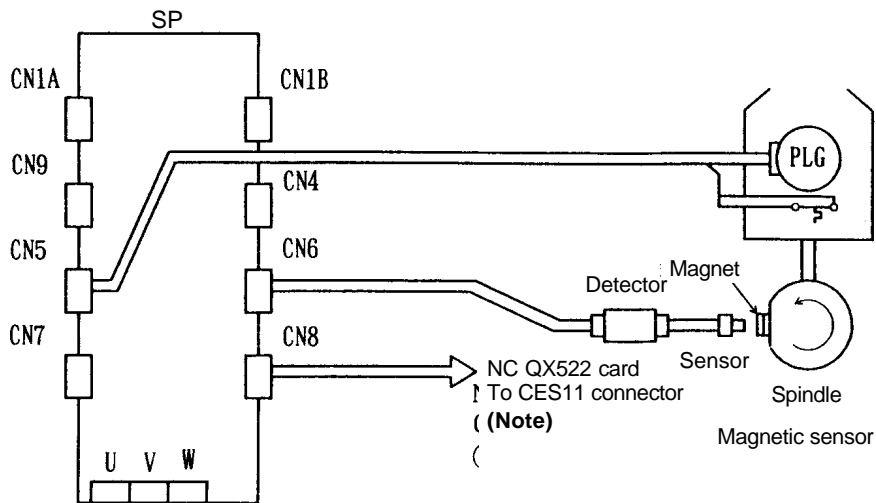 SP
CN1A
CN1B
CN9
PLG
CN4
CN5
CN6
Magnet
Detector
CN7
CN8
Sensor
NC QX522 card
To CES11 connector
(Note)
Spindle
Magnetic sensor
U V W